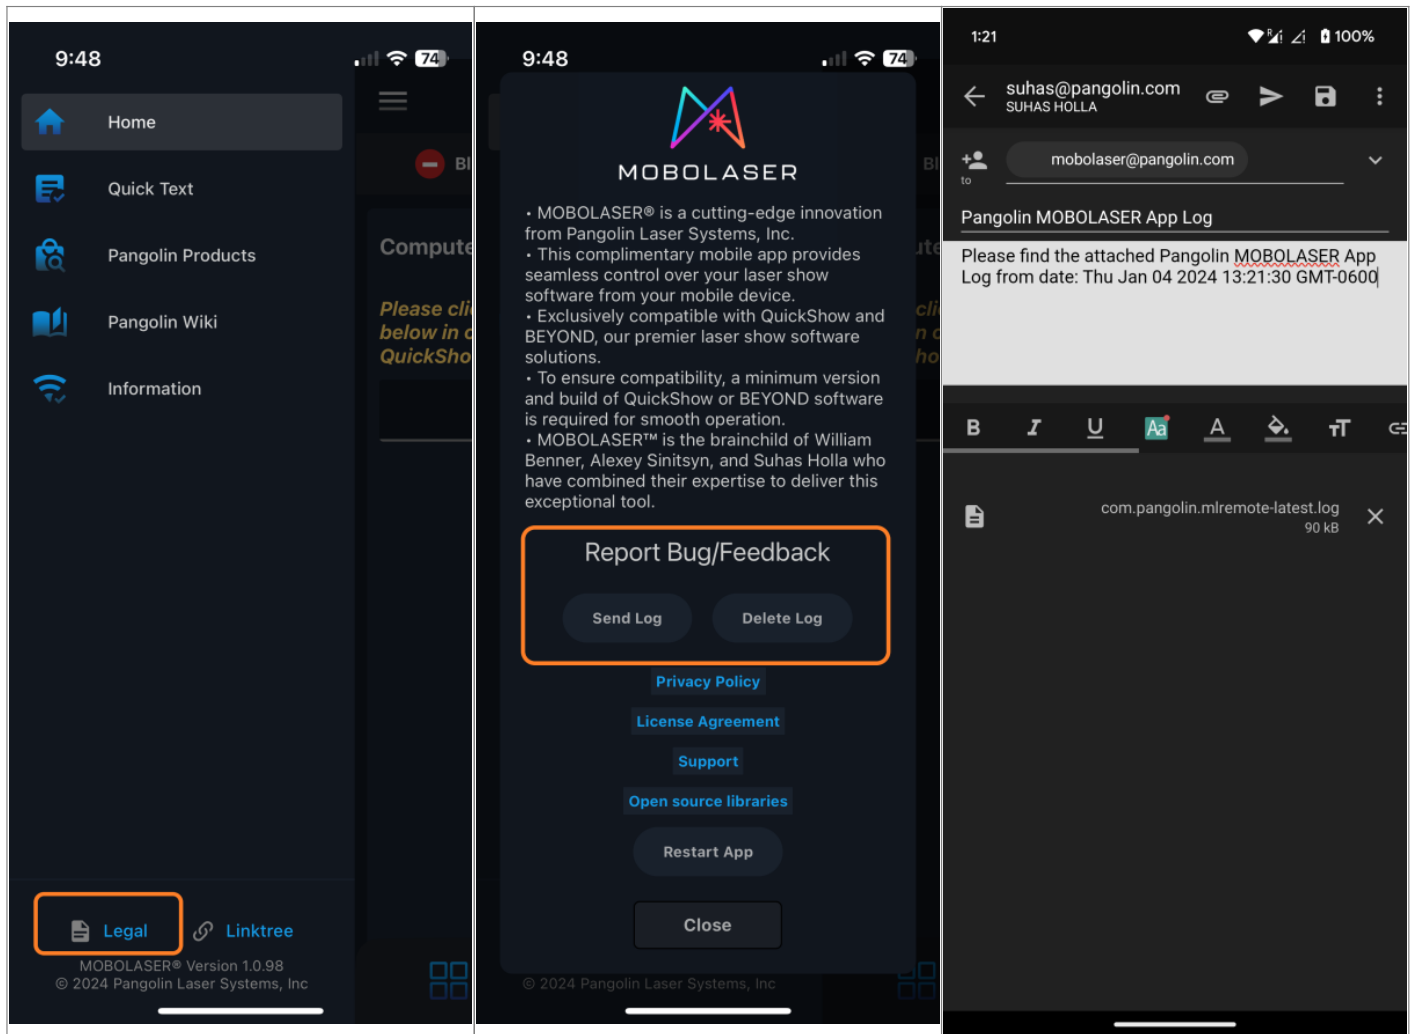 9:48
74
Home
Quick Text
Pangolin Products
Pangolin Wiki
Information
Legal
Linktree
MOBOLASER® Version 1.0.98
© 2024 Pangolin Laser Systems, Inc
Bl
Compute
Please cli
below in c
QuickSho
9:48
74
MOBOLASER
• MOBOLASER® is a cutting-edge innovation
from Pangolin Laser Systems, Inc.
• This complimentary mobile app provides
seamless control over your laser show
software from your mobile device.
• Exclusively compatible with QuickShow and
BEYOND, our premier laser show software
solutions.
• To ensure compatibility, a minimum version
and build of QuickShow or BEYOND software
is required for smooth operation.
• MOBOLASER™ is the brainchild of William
Benner, Alexey Sinitsyn, and Suhas Holla who
have combined their expertise to deliver this
exceptional tool.
Report Bug/Feedback
Send Log
Delete Log
Privacy Policy
License Agreement
Support
Open source libraries
Restart App
Close
© 2024 Pangolin Laser Systems, Inc
1:21
R
100%
suhas@pangolin.com
SUHAS HOLLA
to
mobolaser@pangolin.com
Pangolin MOBOLASER App Log
Please find the attached Pangolin MOBOLASER App
Log from date: Thu Jan 04 2024 13:21:30 GMT-0600
B I U Aa A TT
com.pangolin.mlremote-latest.log
90 kB